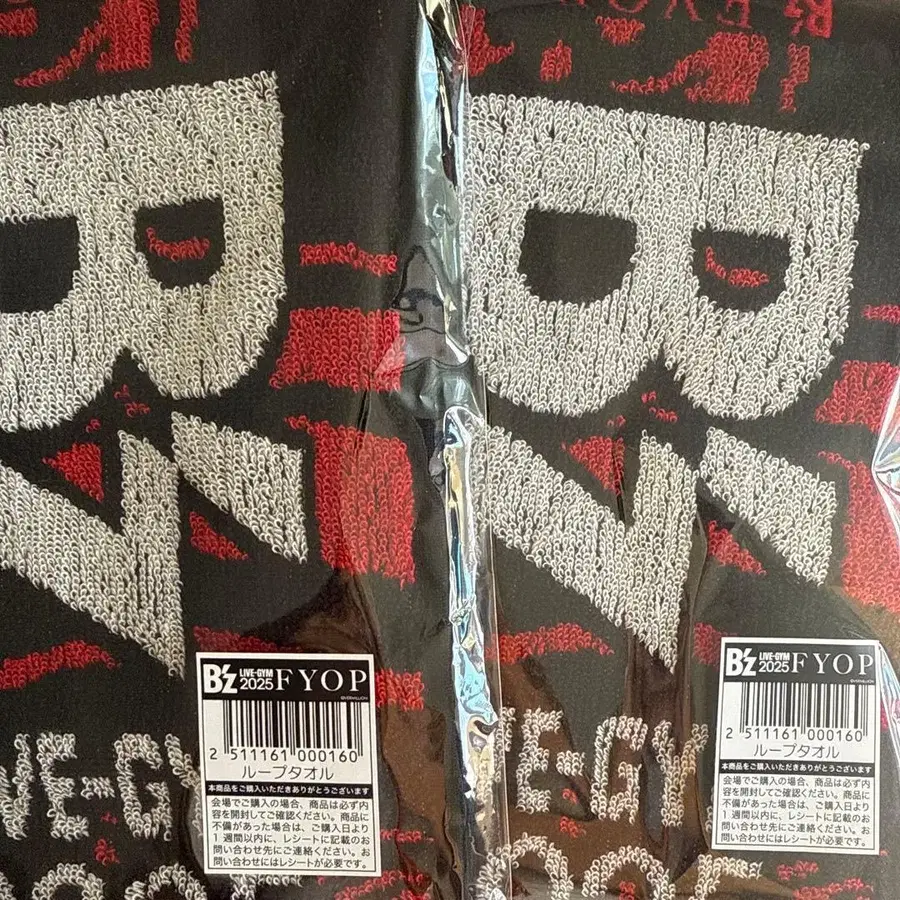 B'z FYOP
B'z
LIVE-GY
B'z LIVE-GYM 2025 FYOP
©VERMILLION
2 511161 000160
ループタオル
本商品をご購入いただきありがとうございます
会場でご購入の場合、商品は必ず内
容を開封してご確認ください。商品に
不備があった場合は、ご購入日より
1週間以内に、レシートに記載のお
問い合わせ先にご連絡ください。お
問い合わせにはレシートが必要です。
B'z
VE-GY
B'z LIVE-GYM 2025 FYOP
©VERMILLION
2 511161 000160
ループタオル
本商品をご購入いただきありがとうございます
会場でご購入の場合、商品は必ず内
容を開封してご確認ください。商品に
不備があった場合は、ご購入日より
1週間以内に、レシートに記載のお
問い合わせ先にご連絡ください。お
問い合わせにはレシートが必要です。